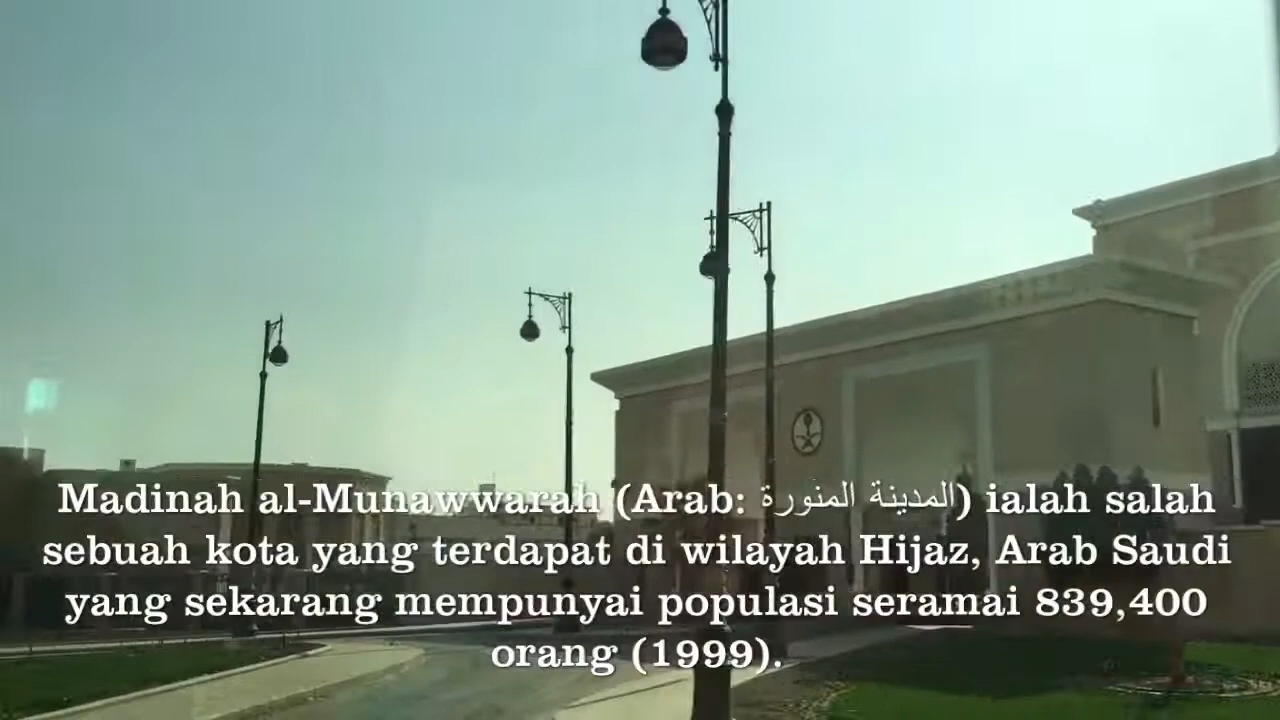 Madinah al-Munawwarah (Arab: المدينة المنورة) ialah salah
sebuah kota yang terdapat di wilayah Hijaz, Arab Saudi
yang sekarang mempunyai populasi seramai 839,400
orang (1999).